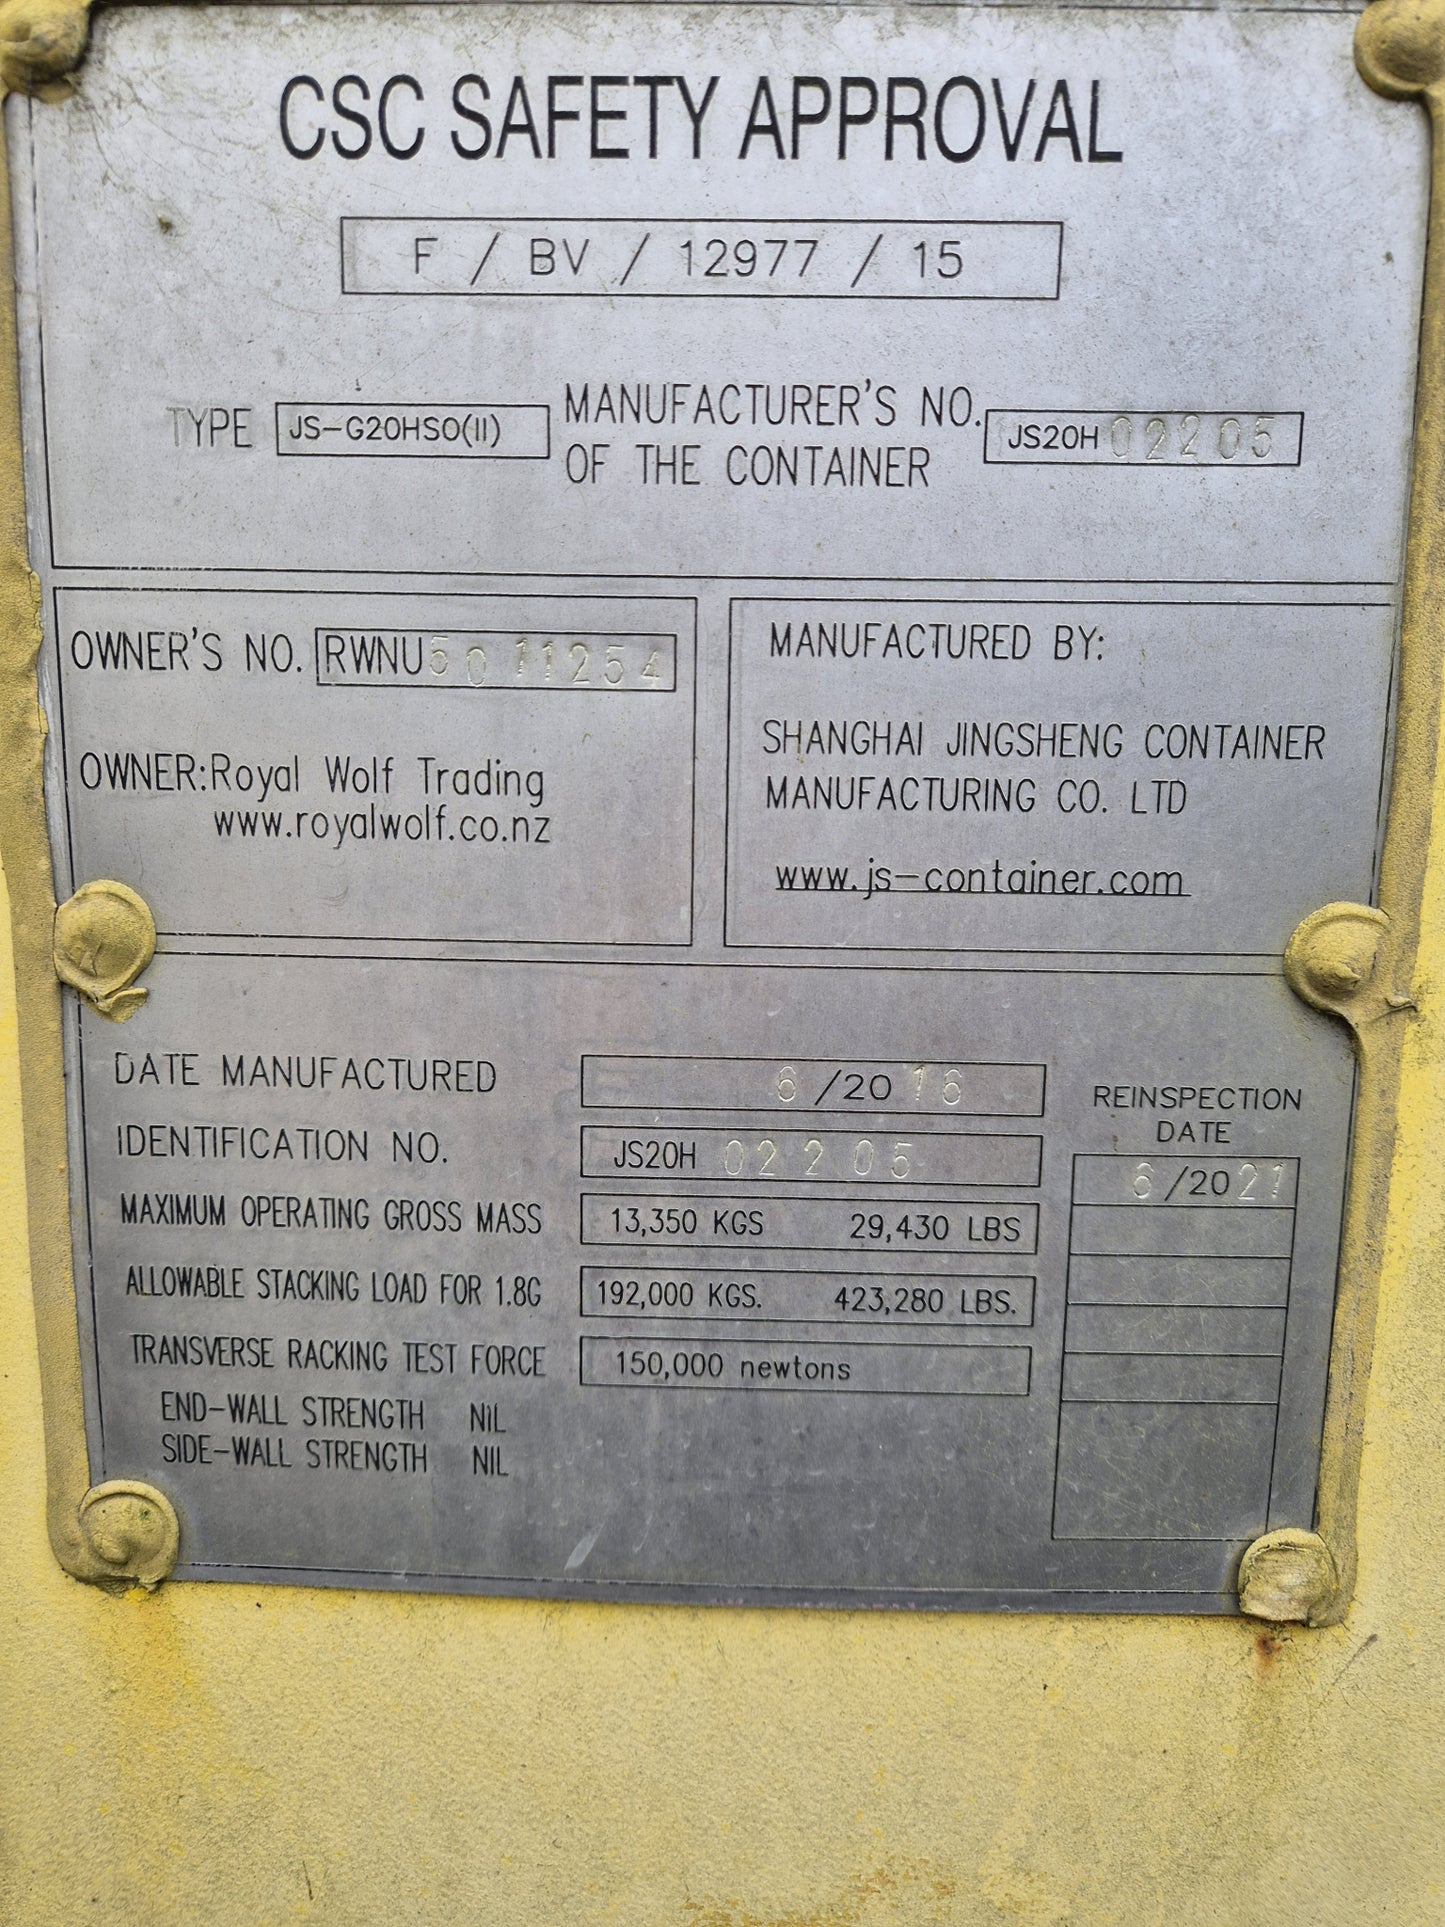 CSC SAFETY APPROVAL
F / BV / 12977 / 15
TYPE JS-G20HSO(II) MANUFACTURER'S NO. OF THE CONTAINER JS20H 02205
OWNER'S NO. RWNU 5011254
OWNER:Royal Wolf Trading
www.royalwolf.co.nz
MANUFACTURED BY:
SHANGHAI JINGSHENG CONTAINER
MANUFACTURING CO. LTD
www.js-container.com
DATE MANUFACTURED 6 /20 16
IDENTIFICATION NO. JS20H 02205
MAXIMUM OPERATING GROSS MASS 13,350 KGS 29,430 LBS
ALLOWABLE STACKING LOAD FOR 1.8G 192,000 KGS. 423,280 LBS.
TRANSVERSE RACKING TEST FORCE 150,000 newtons
END-WALL STRENGTH NIL
SIDE-WALL STRENGTH NIL
REINSPECTION
DATE
6 /20 21